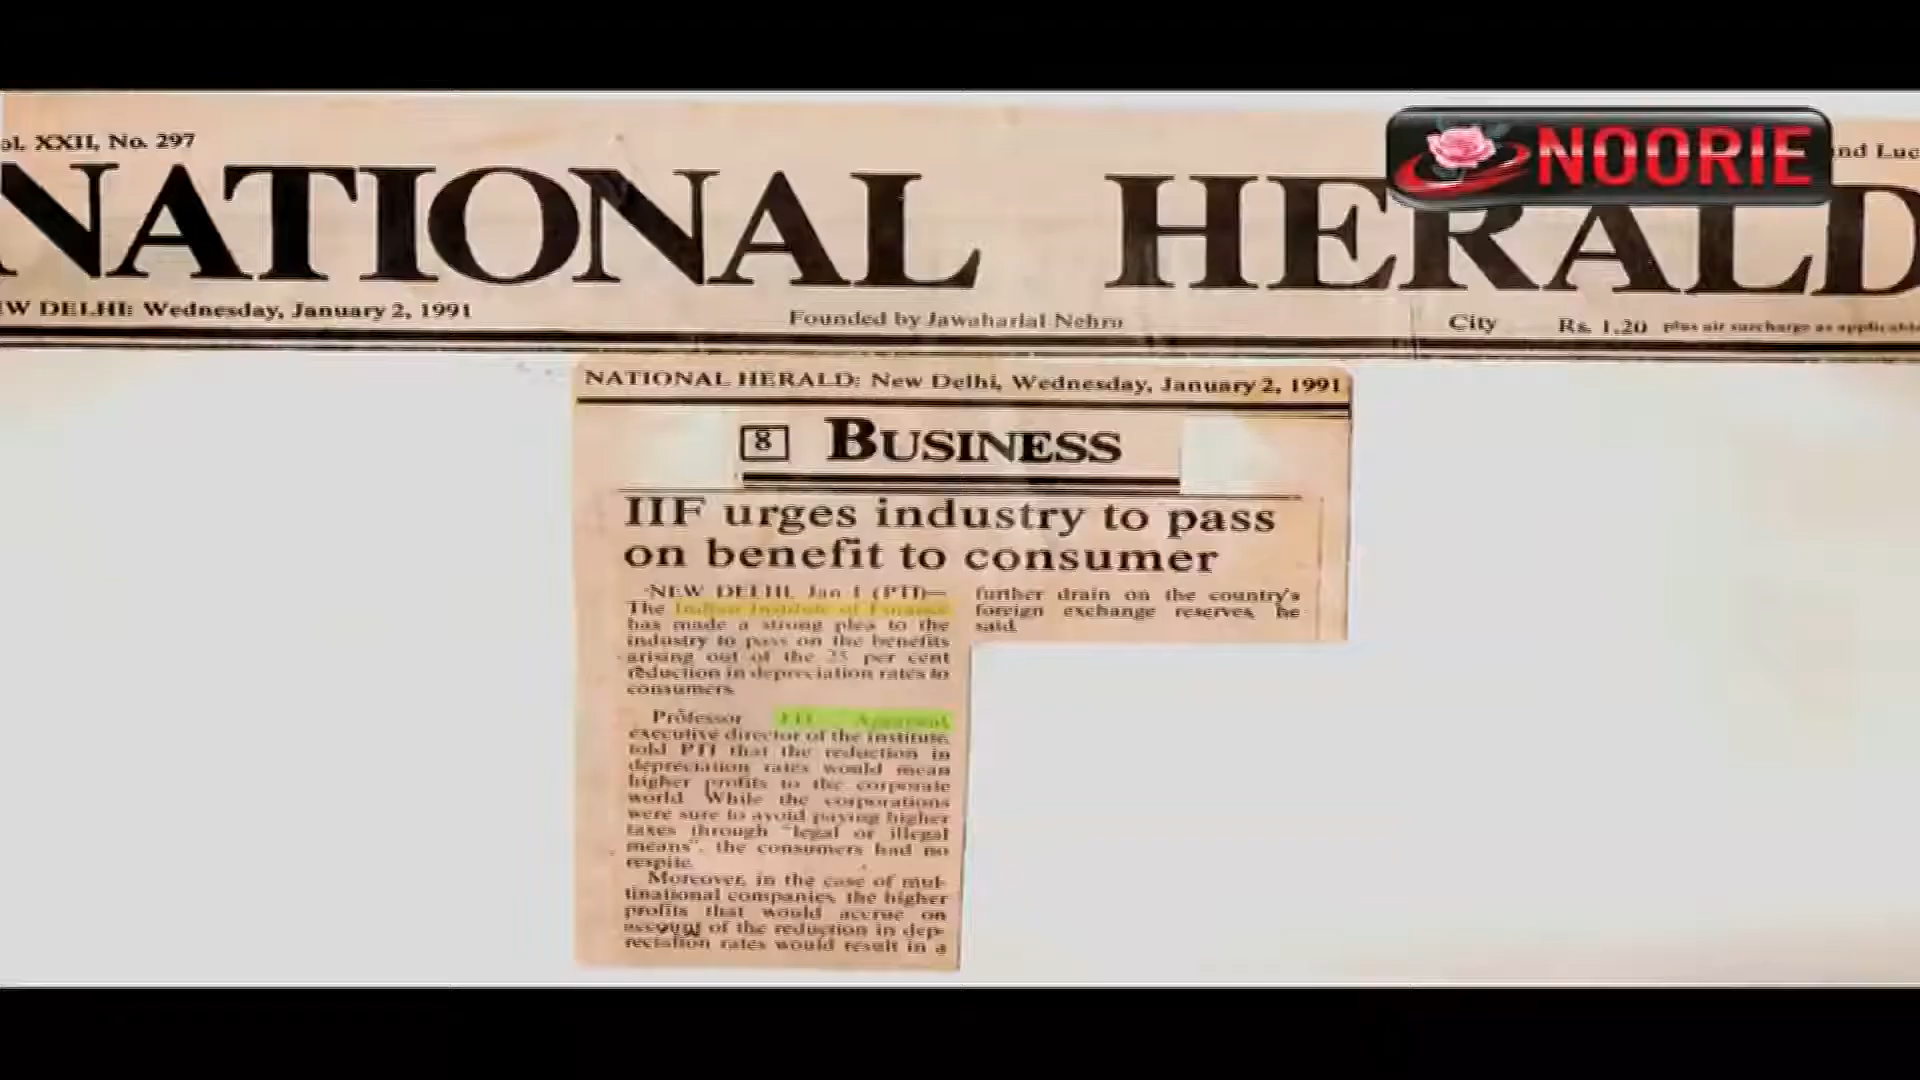 ol. XXII, No. 297
NOORIE
nd Luc
NATIONAL HERALD
EW DELHI: Wednesday, January 2, 1991
Founded by Jawaharlal Nehru
City Rs. 1.20 plus air surcharge as applicable
NATIONAL HERALD: New Delhi, Wednesday, January 2, 1991
8 BUSINESS
IIF urges industry to pass
on benefit to consumer
NEW DELHI, Jan 1 (PTI)—
The Indian Institute of Finance
has made a strong plea to the
industry to pass on the benefits
arising out of the 25 per cent
reduction in depreciation rates to
consumers.
Professor Aggarwal,
executive director of the institute,
told PTI that the reduction in
depreciation rates would mean
higher profits to the corporate
world. While the corporations
were sure to avoid paying higher
taxes through "legal or illegal
means", the consumers had no
respite.
Moreover, in the case of mul-
tinational companies, the higher
profits that would accrue on
account of the reduction in dep-
reciation rates would result in a
further drain on the country's
foreign exchange reserves, he
said.